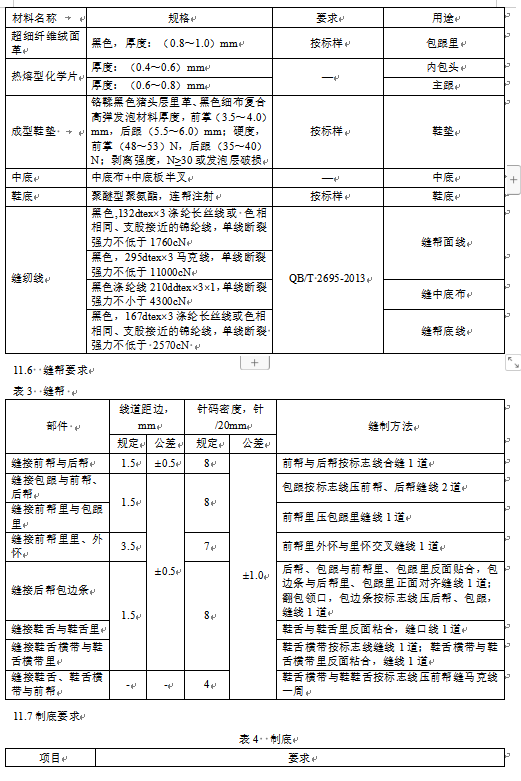 材料名称 规格 要求 用途
超细纤维绒面
革
黑色，厚度：（0.8～1.0）mm 按标样 包跟里
热熔型化学片
厚度：（0.4～0.6）mm — 内包头
厚度：（0.6～0.8）mm 主跟
成型鞋垫
铬鞣黑色猪头层里革、黑色细布复合
高弹发泡材料厚度，前掌（3.5～4.0）
mm，后跟（5.5～6.0）mm；硬度，
前掌（48～53）N，后跟（35～40）
N；剥离强度，N≥30或发泡层破损
按标样 鞋垫
中底 中底布+中底板半叉 — 中底
鞋底 聚醚型聚氨酯，连帮注射 按标样 鞋底
缝纫线
黑色,132dtex×3涤纶长丝线或 色相
相同、支股接近的锦纶线，单线断裂
强力不低于1760cN
黑色，295dtex×3马克线，单线断裂
强力不低于11000cN
缝帮面线
黑色涤纶线210ddtex×3×1,单线断裂
强力不小于4300cN
缝中底布
黑色，167dtex×3涤纶长丝线或色相
相同、支股接近的锦纶线，单线断裂
强力不低于 2570cN
缝帮底线
QB/T 2695-2013
11.6 缝帮要求
表3 缝帮
部件
线道距边，
mm
针码密度，针
/20mm
缝制方法
规定 公差 规定 公差
缝接前帮与后帮 1.5 ±0.5 8 前帮与后帮按标志线合缝1道
缝接包跟与前帮、
后帮
1.5 8 包跟按标志线压前帮、后帮缝线2道
缝接前帮里与包跟
里
前帮里压包跟里缝线1道
缝接前帮里里、外
怀
3.5 7 前帮里外怀与里怀交叉缝线1道
±0.5 ±1.0
缝接后帮包边条
1.5 8
后帮、包跟与前帮里、包跟里反面贴合，包
边条与后帮里、包跟里正面对齐缝线1道；
翻包领口，包边条按标志线压后帮、包跟，
缝线1道
缝接鞋舌与鞋舌里 鞋舌与鞋舌里反面粘合，缝口线1道
缝接鞋舌横带与鞋
舌横带里
鞋舌横带按标志线缝线1道；鞋舌横带与鞋
舌横带里反面粘合，缝线1道
缝接鞋舌、鞋舌横
带与前帮
- - 4
鞋舌横带与鞋鞋舌按标志线压前帮缝马克线
一周
11.7制底要求
表4 制底
项目 要求